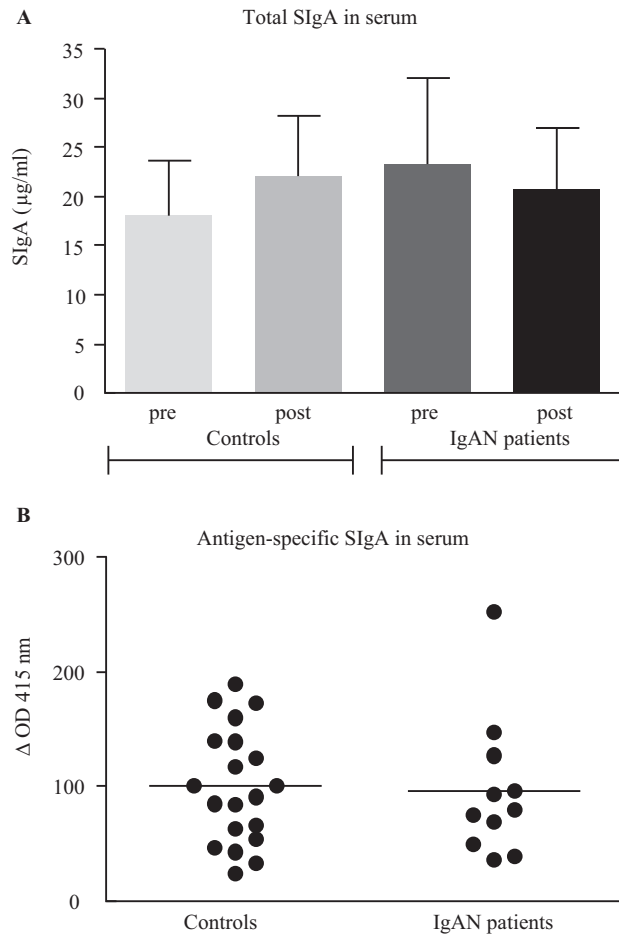 A
Total SIgA in serum
35
30
25
20
15
10
5
0
SIgA (µg/ml)
pre
post
pre
post
Controls
IgAN patients
B
Antigen-specific SIgA in serum
300
200
100
0
Δ OD 415 nm
Controls
IgAN patients